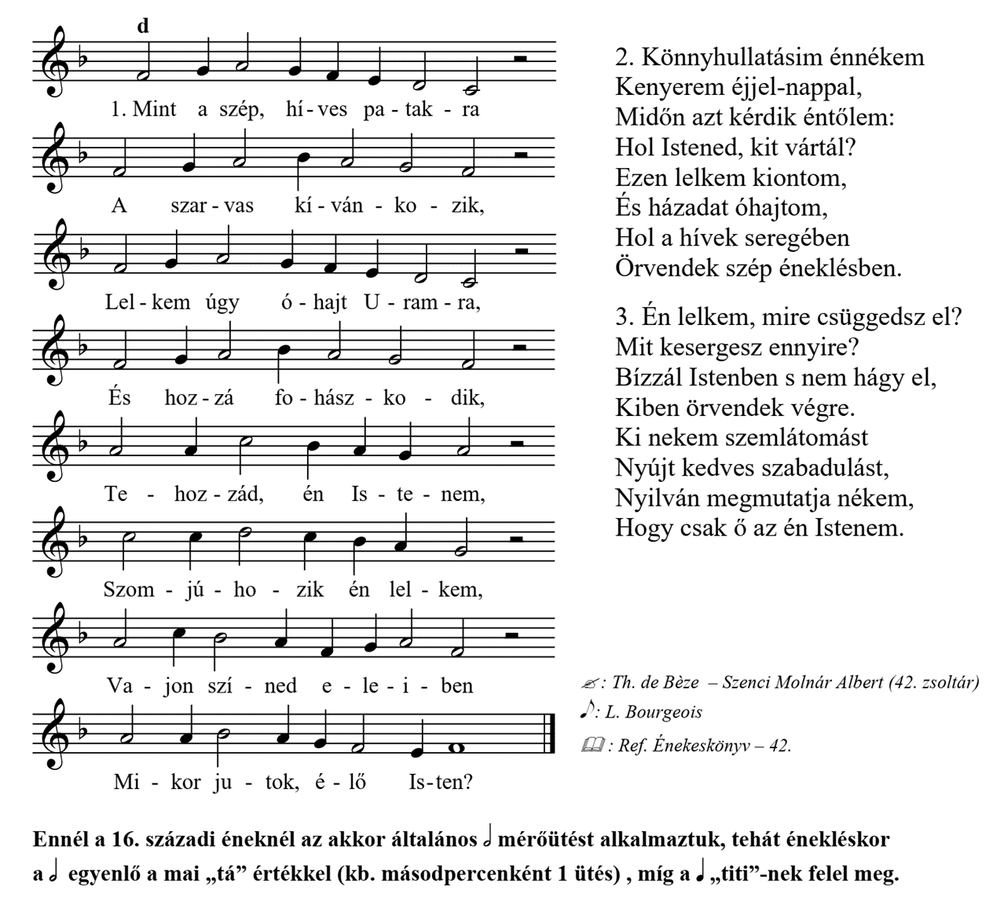 d
1. Mint a szép, hí-ves pa-tak-ra
A szar-vas kí-ván-ko-zik,
Lel-kem úgy ó-hajt U-ram-ra,
És hoz-zá fo-hász-ko-dik,
Te-hoz-zád, én Is-te-nem,
Szom-jú-ho-zik én lel-kem,
Va-jon szí-ned e-le-i-ben
Mi-kor ju-tok, é-lő Is-ten?
2. Könnyhullatásim énnékem
Kenyerem éjjel-nappal,
Midőn azt kérdik éntőlem:
Hol Istened, kit vártál?
Ezen lelkem kiontom,
És házadat óhajtom,
Hol a hívek seregében
Örvendek szép éneklésben.
3. Én lelkem, mire csüggedsz el?
Mit kesergesz ennyire?
Bízzál Istenben s nem hágy el,
Kiben örvendek végre.
Ki nekem szemlátomást
Nyújt kedves szabadulást,
Nyilván megmutatja nékem,
Hogy csak ő az én Istenem.
: Th. de Bèze – Szenci Molnár Albert (42. zsoltár)
: L. Bourgeois
: Ref. Énekeskönyv – 42.
Ennél a 16. századi éneknél az akkor általános 𝅗𝅥 mérőütést alkalmaztuk, tehát énekléskor
a 𝅗𝅥 egyenlő a mai „tá” értékkel (kb. másodpercenként 1 ütés) , míg a ♩ „titi”-nek felel meg.